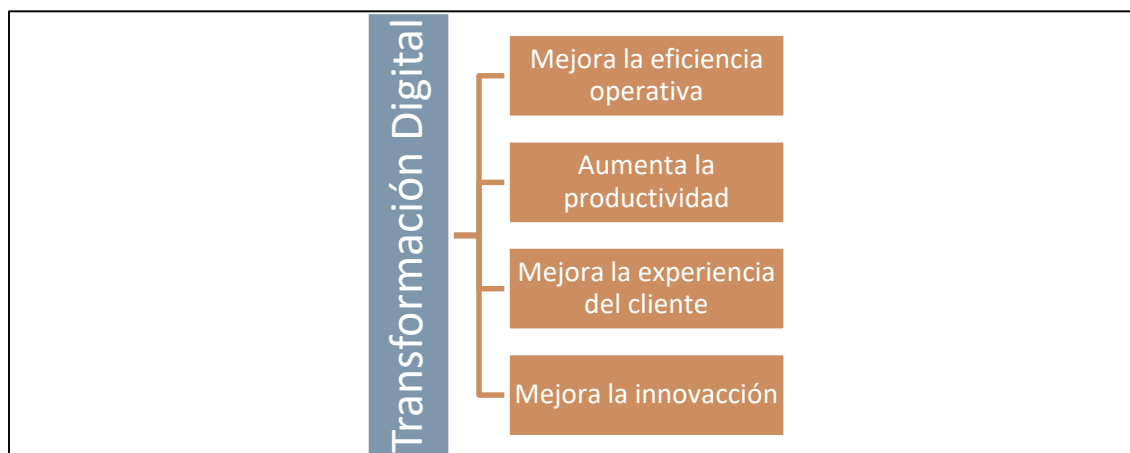 Transformación Digital
Mejora la eficiencia
operativa
Aumenta la
productividad
Mejora la experiencia
del cliente
Mejora la innovacción